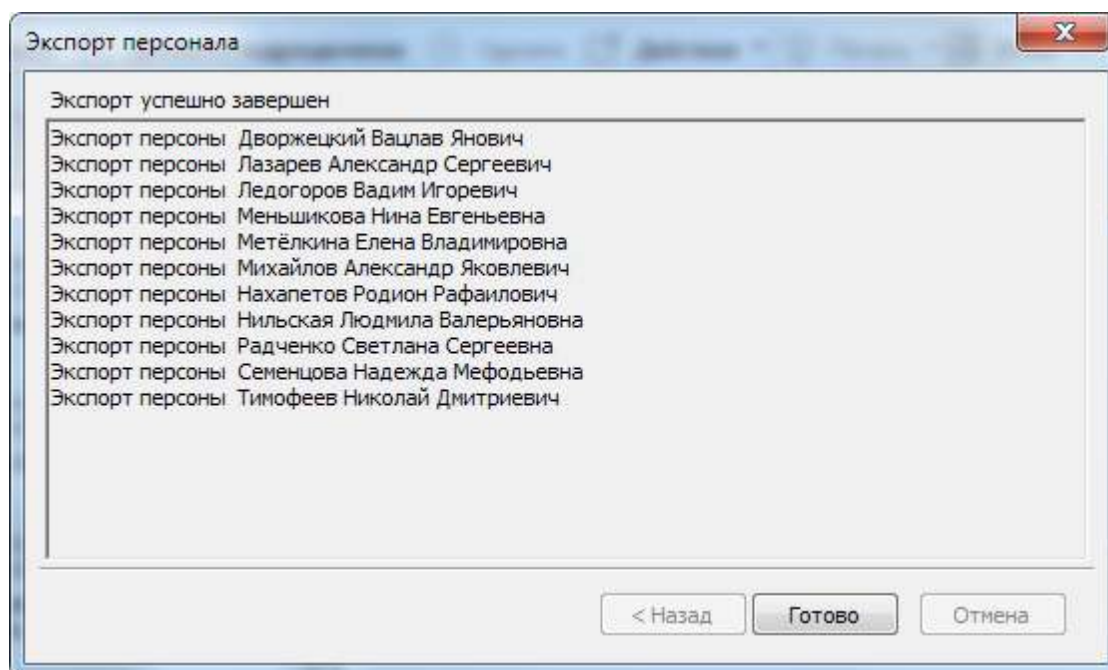 Экспорт персонала
Экспорт успешно завершен
Экспорт персоны Дворжецкий Вацлав Янович
Экспорт персоны Лазарев Александр Сергеевич
Экспорт персоны Ледогоров Вадим Игоревич
Экспорт персоны Меньшикова Нина Евгеньевна
Экспорт персоны Метёлкина Елена Владимировна
Экспорт персоны Михайлов Александр Яковлевич
Экспорт персоны Нахапетов Родион Рафаилович
Экспорт персоны Нильская Людмила Валерьяновна
Экспорт персоны Радченко Светлана Сергеевна
Экспорт персоны Семенцова Надежда Мефодьевна
Экспорт персоны Тимофеев Николай Дмитриевич
< Назад Готово Отмена